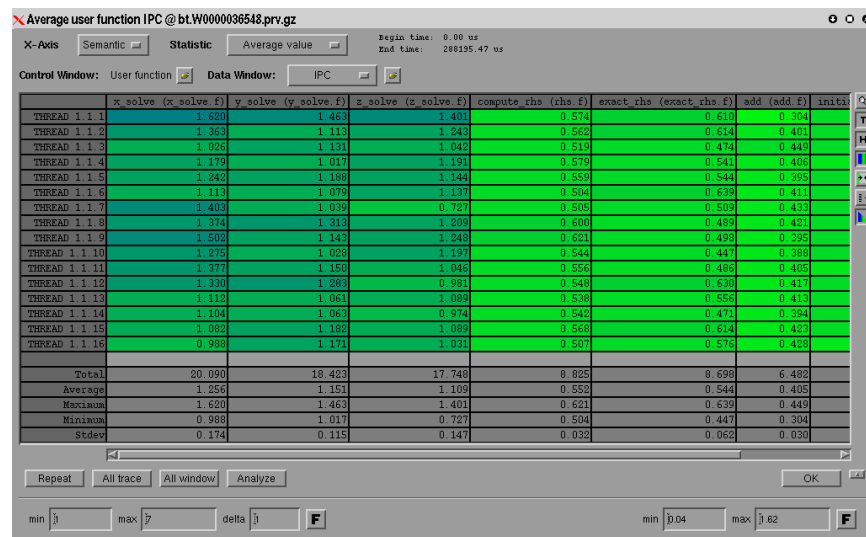 Average user function IPC @ bt.W0000036548.prv.gz
X-Axis Semantic Statistic Average value Begin time: 0.00 us
End time: 288195.47 us
Control Window: User function Data Window: IPC
x_solve (x_solve.f) y_solve (y_solve.f) z_solve (z_solve.f) compute_rhs (rhs.f) exact_rhs (exact_rhs.f) add (add.f) initi
THREAD 1.1.1 1.620 1.463 1.401 0.574 0.610 0.304
THREAD 1.1.2 1.363 1.113 1.243 0.562 0.614 0.401
THREAD 1.1.3 1.026 1.131 1.042 0.519 0.474 0.449
THREAD 1.1.4 1.179 1.017 1.191 0.579 0.541 0.406
THREAD 1.1.5 1.242 1.188 1.144 0.559 0.544 0.395
THREAD 1.1.6 1.113 1.079 1.137 0.504 0.639 0.411
THREAD 1.1.7 1.403 1.039 0.727 0.505 0.509 0.433
THREAD 1.1.8 1.374 1.313 1.209 0.600 0.489 0.421
THREAD 1.1.9 1.502 1.143 1.248 0.621 0.498 0.395
THREAD 1.1.10 1.275 1.028 1.197 0.544 0.447 0.388
THREAD 1.1.11 1.377 1.150 1.046 0.556 0.486 0.405
THREAD 1.1.12 1.330 1.283 0.981 0.548 0.630 0.417
THREAD 1.1.13 1.112 1.061 1.089 0.538 0.556 0.413
THREAD 1.1.14 1.104 1.063 0.974 0.542 0.471 0.394
THREAD 1.1.15 1.082 1.182 1.089 0.568 0.614 0.423
THREAD 1.1.16 0.988 1.171 1.031 0.507 0.576 0.428
Total 20.090 18.423 17.748 8.825 8.698 6.482
Average 1.256 1.151 1.109 0.552 0.544 0.405
Maximum 1.620 1.463 1.401 0.621 0.639 0.449
Minimum 0.988 1.017 0.727 0.504 0.447 0.304
Stdev 0.174 0.115 0.147 0.032 0.062 0.030
Repeat All trace All window Analyze OK
min 1 max 7 delta 1 F min 0.04 max 1.62 F